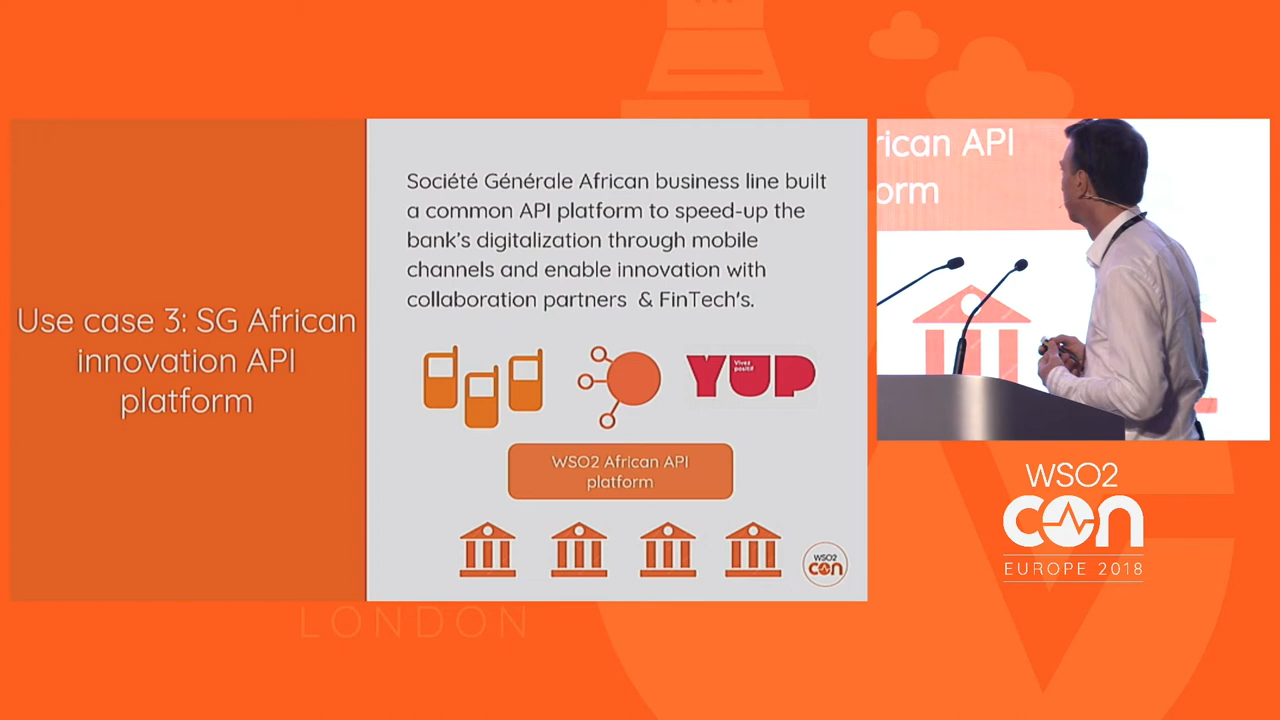 Use case 3: SG African
innovation API
platform
Société Générale African business line built
a common API platform to speed-up the
bank's digitalization through mobile
channels and enable innovation with
collaboration partners & FinTech's.
YUP
Vivez
positif
WSO2 African API
platform
WSO2
con
rican API
orm
WSO2
con
EUROPE 2018
LONDON